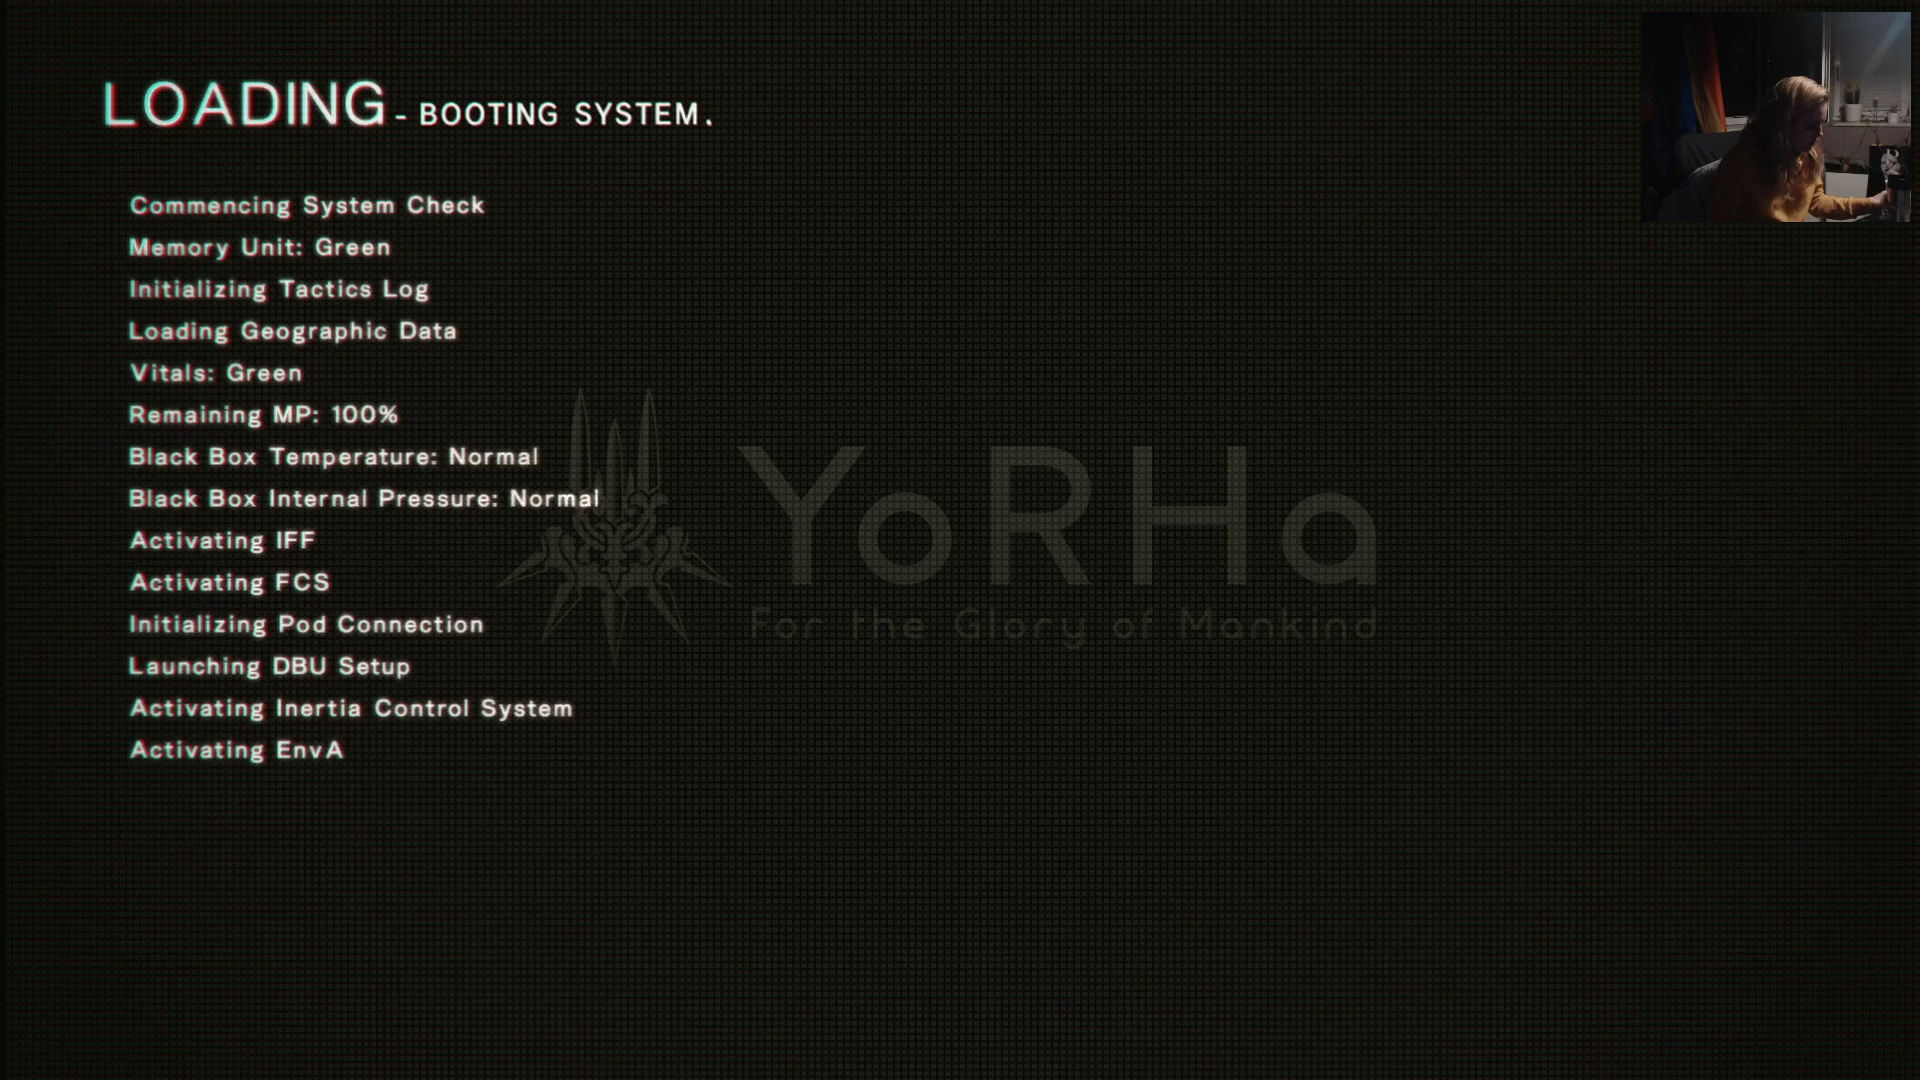 LOADING - BOOTING SYSTEM.
Commencing System Check
Memory Unit: Green
Initializing Tactics Log
Loading Geographic Data
Vitals: Green
Remaining MP: 100%
Black Box Temperature: Normal
Black Box Internal Pressure: Normal
Activating IFF
Activating FCS
Initializing Pod Connection
Launching DBU Setup
Activating Inertia Control System
Activating EnvA
YoRHa
For the Glory of Mankind